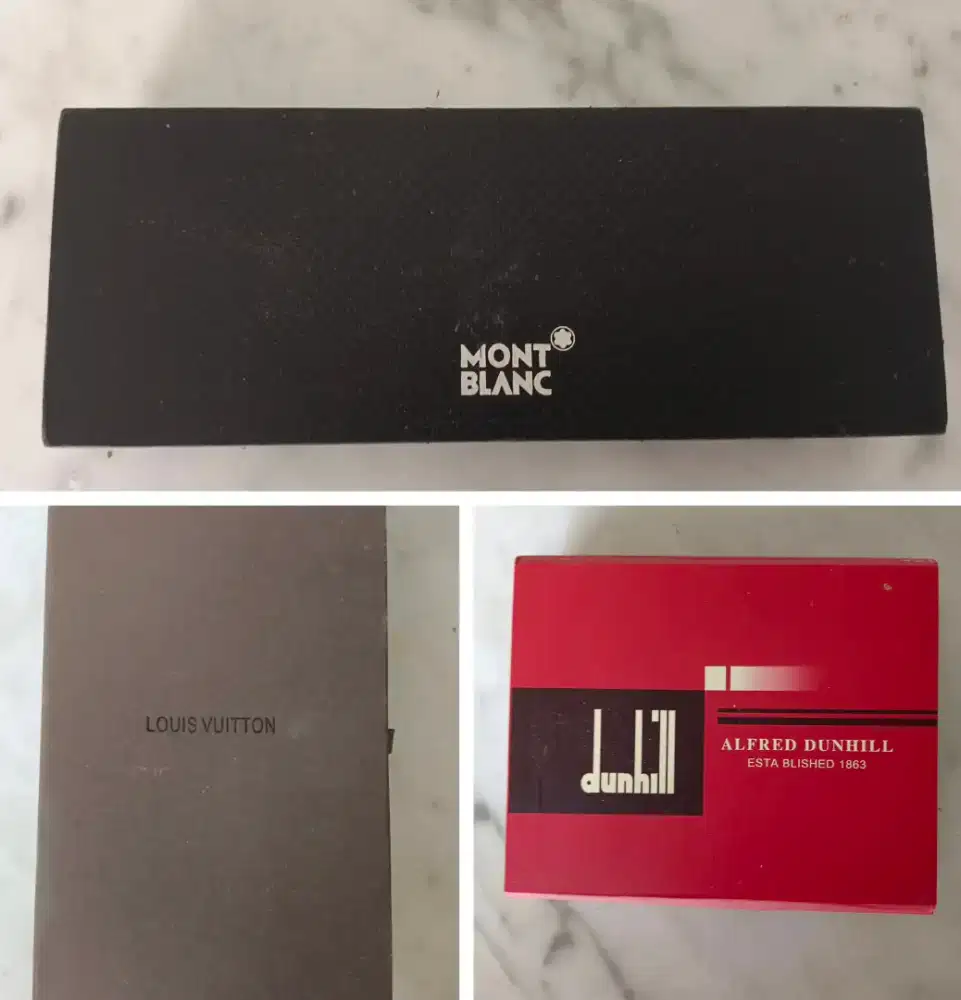 MONT
BLANC
LOUIS VUITTON
dunhill
ALFRED DUNHILL
ESTA BLISHED 1863